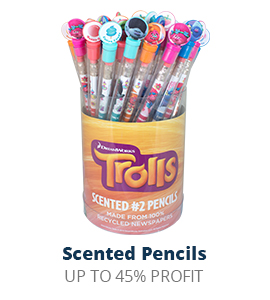 DREAMWORKS
Trolls
SCENTED #2 PENCILS
MADE FROM 100%
RECYCLED NEWSPAPERS
Scented Pencils
UP TO 45% PROFIT